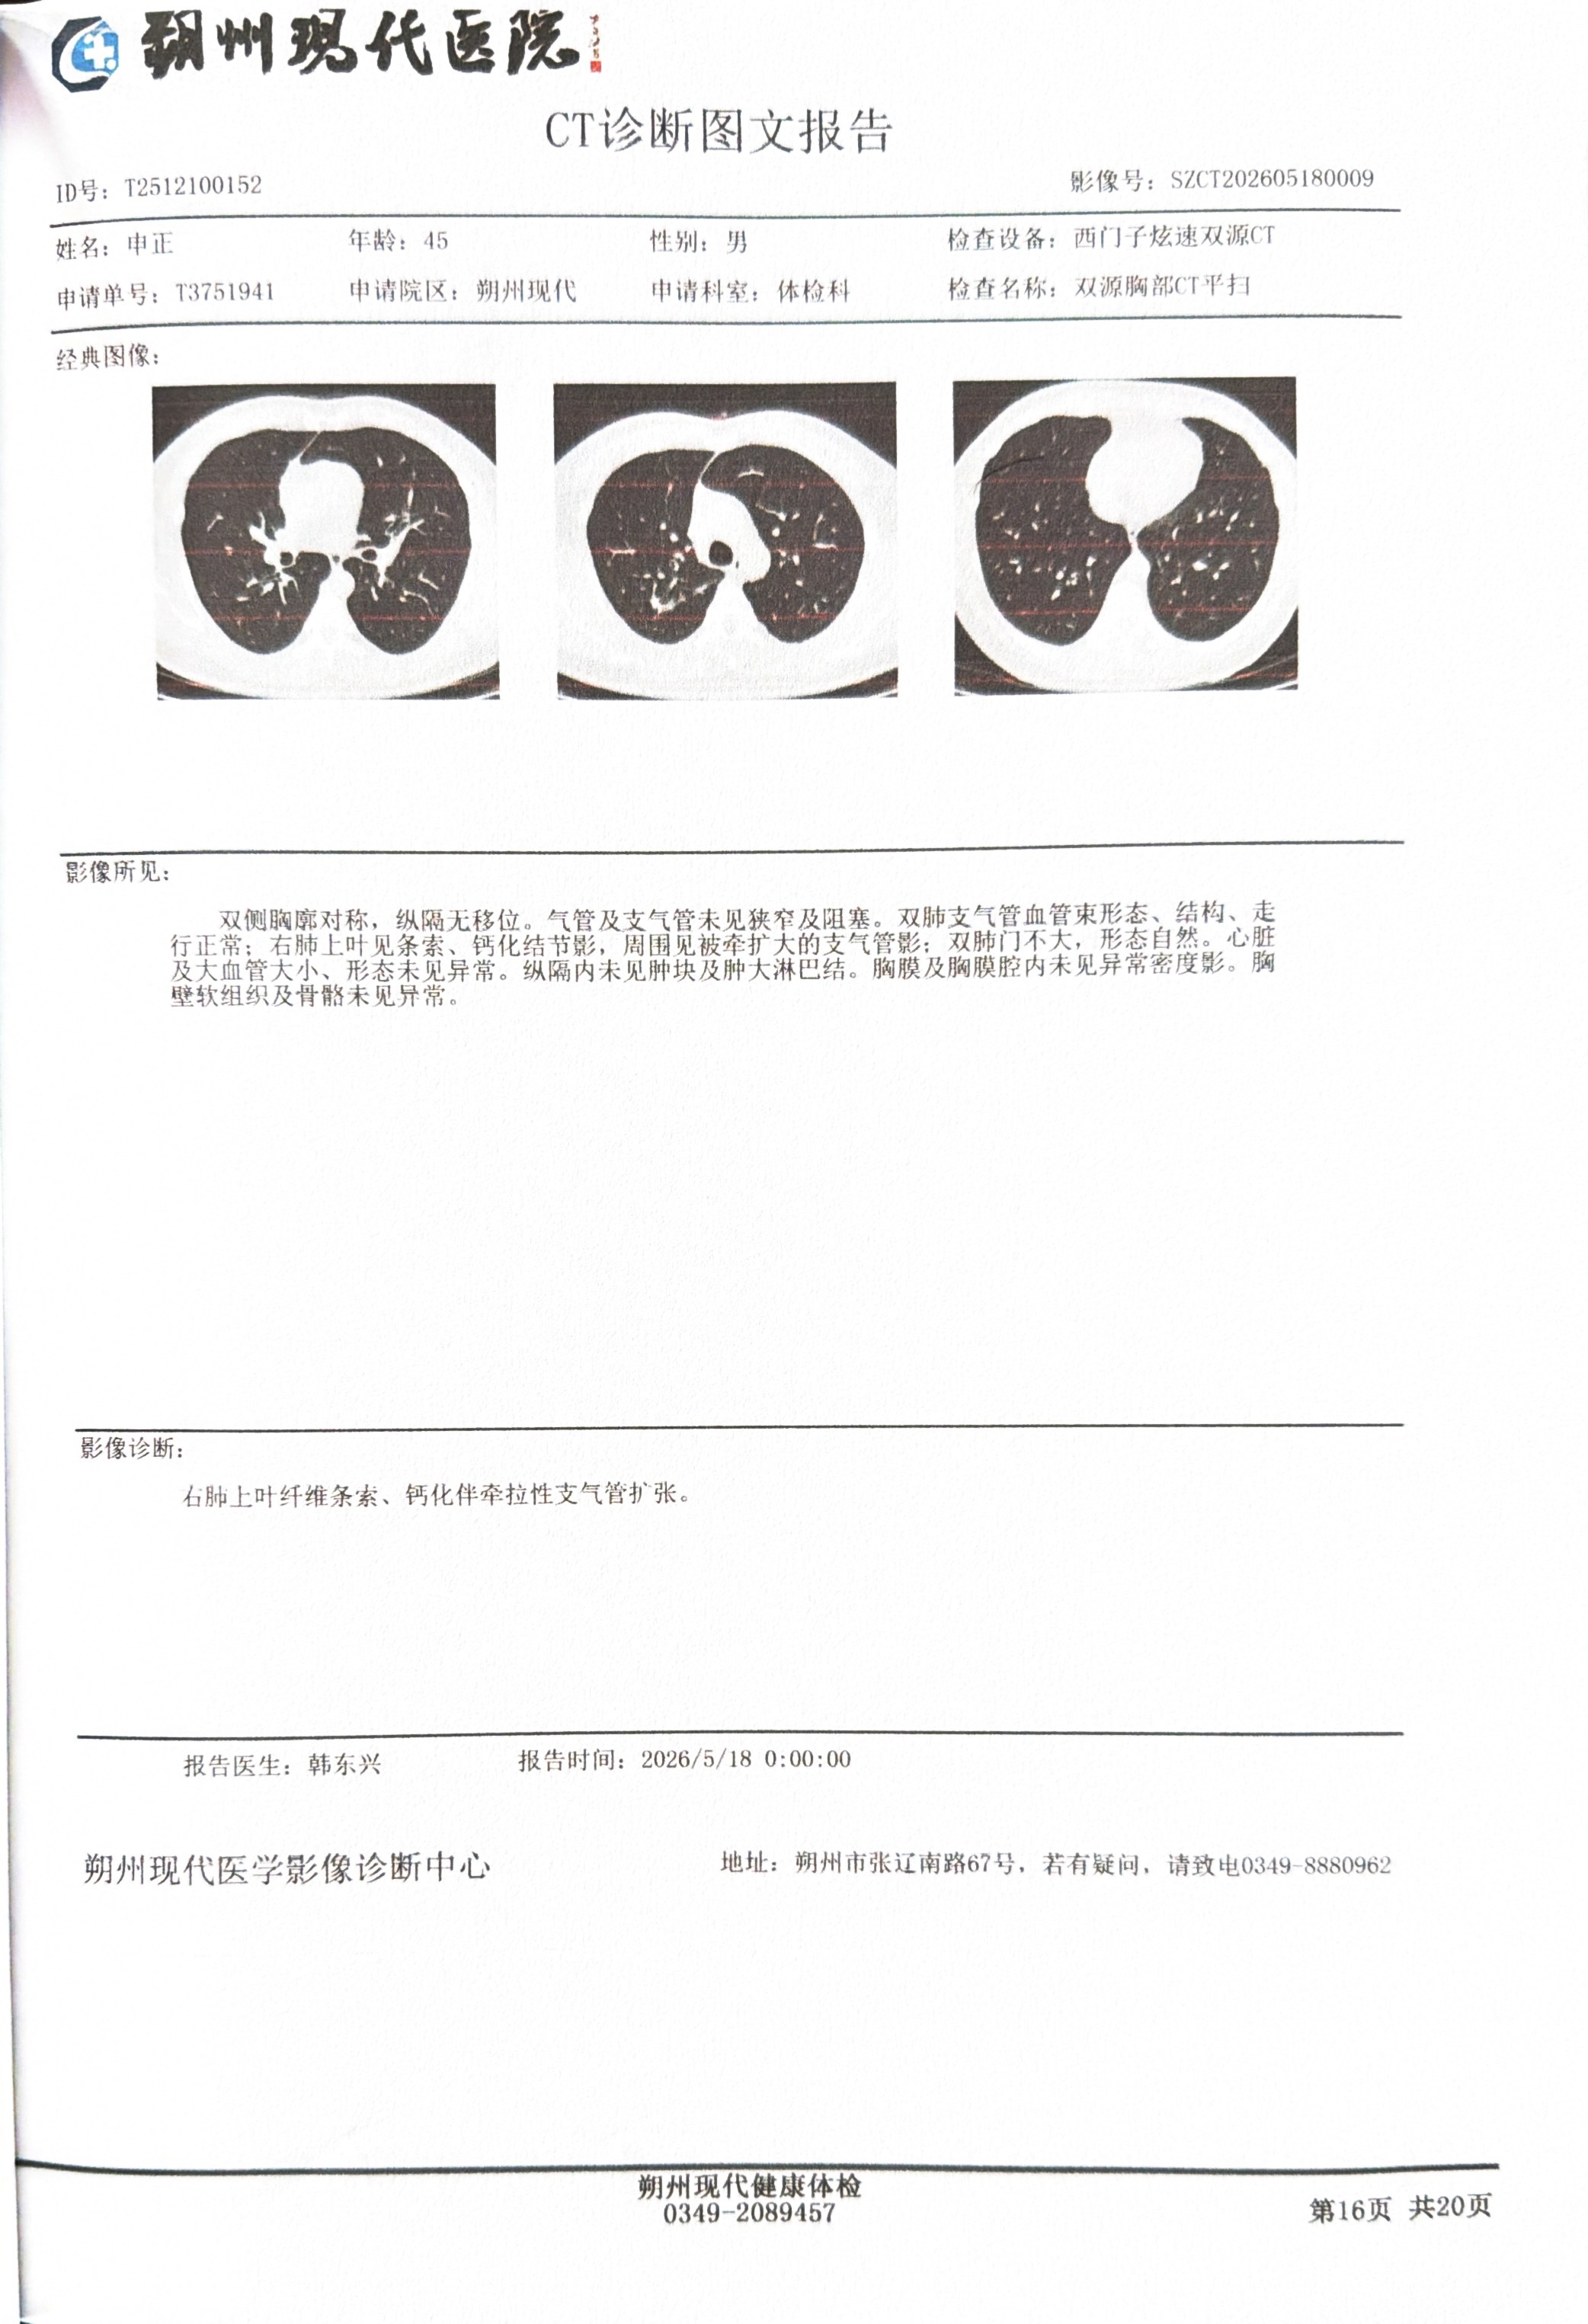 朔州现代医院
CT诊断图文报告
ID号：T2512100152 影像号：SZCT202605180009
姓名：申正 年龄：45 性别：男 检查设备：西门子炫速双源CT
申请单号：T3751941 申请院区：朔州现代 申请科室：体检科 检查名称：双源胸部CT平扫
经典图像：
影像所见：
双侧胸廓对称，纵隔无移位。气管及支气管未见狭窄及阻塞。双肺支气管血管束形态、结构、走
行正常；右肺上叶见条索、钙化结节影，周围见被牵扩大的支气管影；双肺门不大，形态自然。心脏
及大血管大小、形态未见异常。纵隔内未见肿块及肿大淋巴结。胸膜及胸膜腔内未见异常密度影。胸
壁软组织及骨骼未见异常。
影像诊断：
右肺上叶纤维条索、钙化伴牵拉性支气管扩张。
报告医生：韩东兴 报告时间：2026/5/18 0:00:00
朔州现代医学影像诊断中心 地址：朔州市张辽南路67号，若有疑问，请致电0349-8880962
朔州现代健康体检
0349-2089457
第16页 共20页